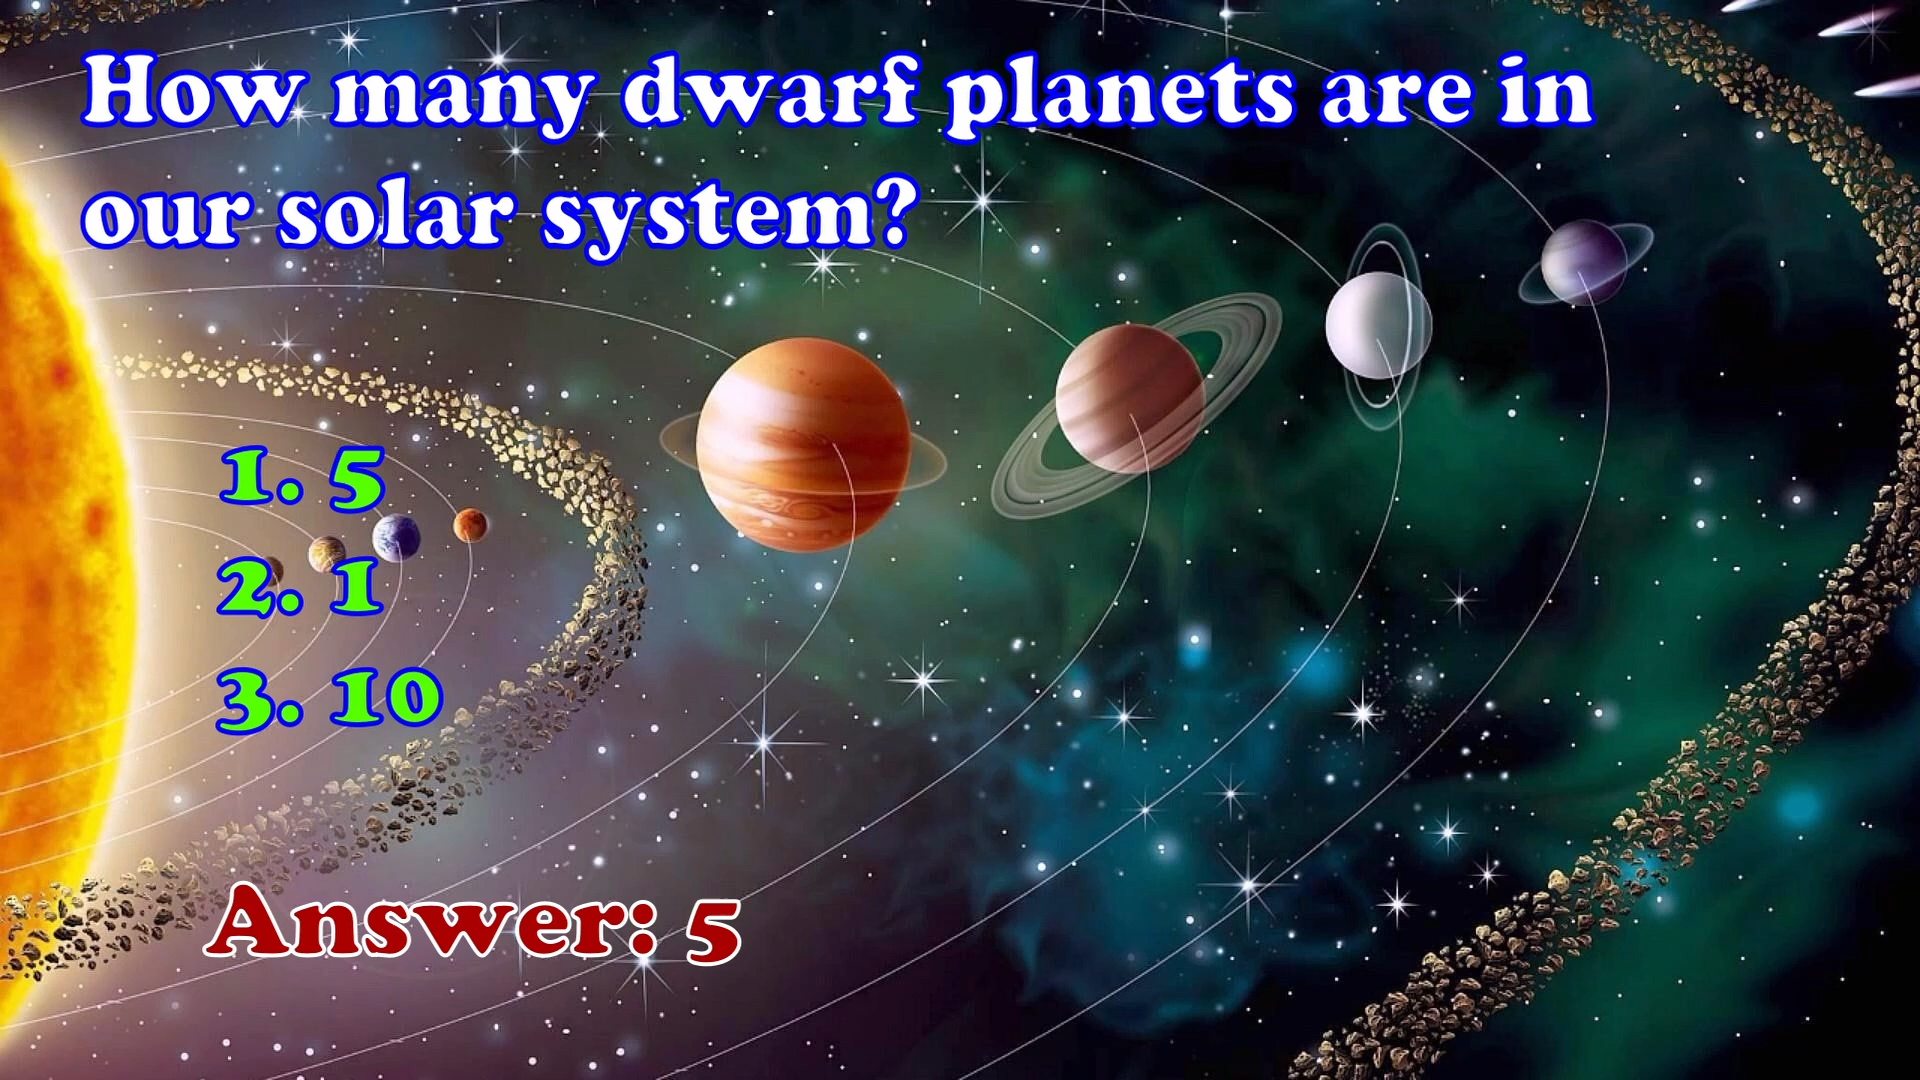 How many dwarf planets are in
our solar system?
1. 5
2. 1
3. 10
Answer: 5